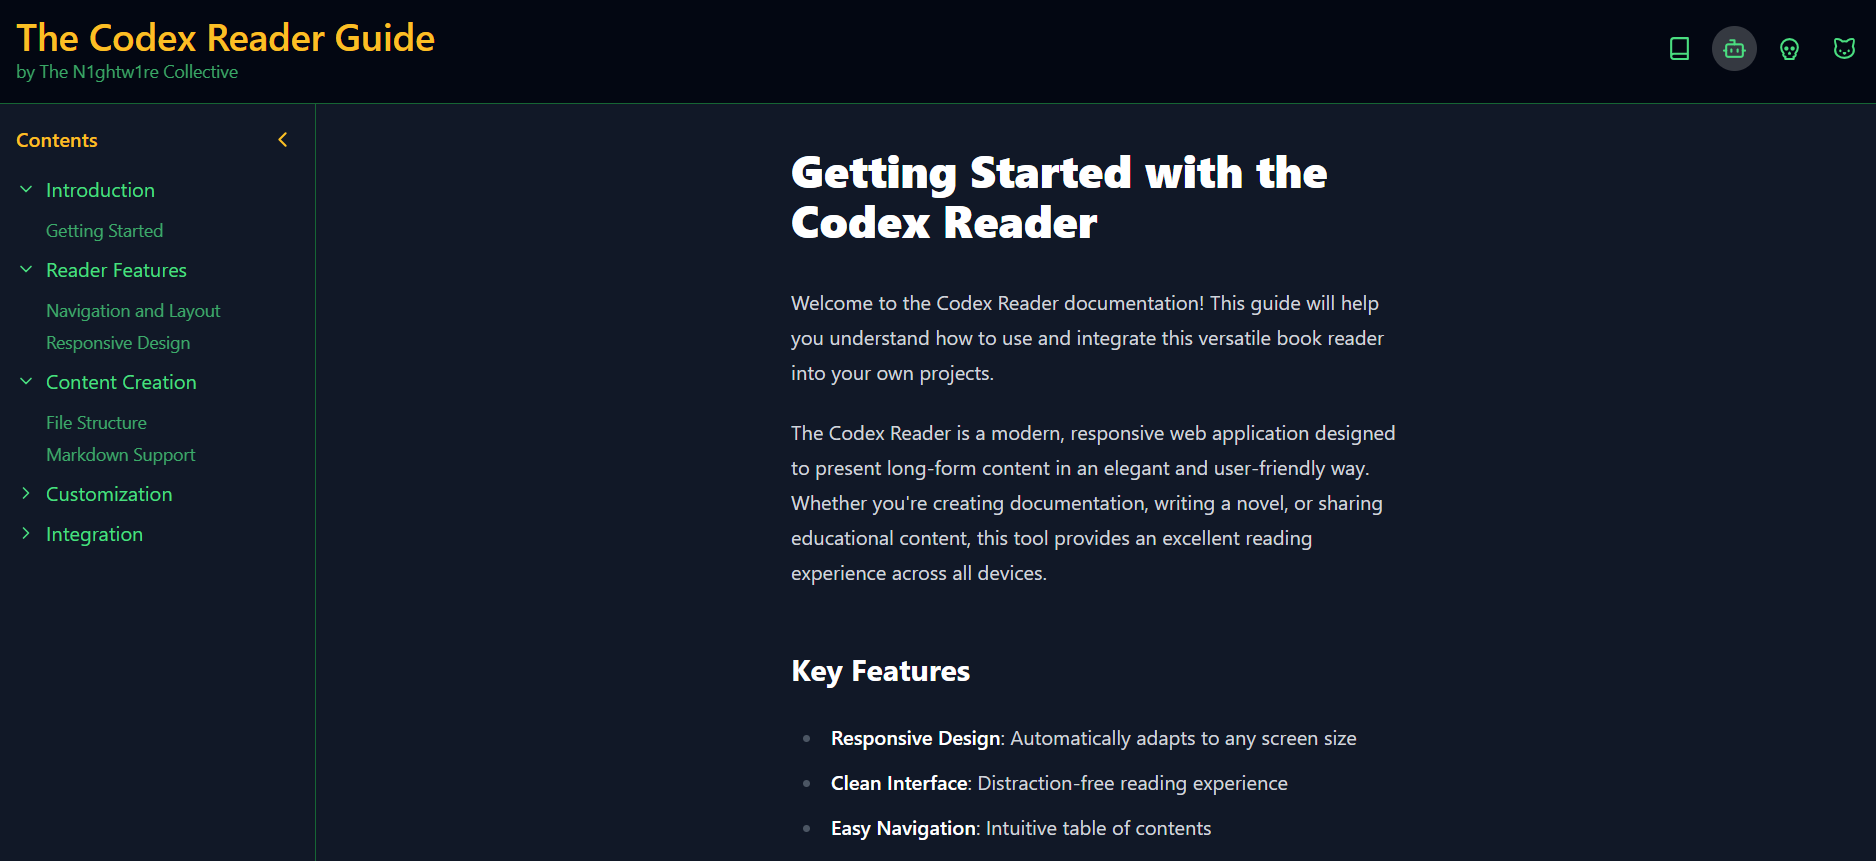 The Codex Reader Guide
by The N1ghtw1re Collective
Contents
Introduction
Getting Started
Reader Features
Navigation and Layout
Responsive Design
Content Creation
File Structure
Markdown Support
Customization
Integration
Getting Started with the
Codex Reader
Welcome to the Codex Reader documentation! This guide will help
you understand how to use and integrate this versatile book reader
into your own projects.
The Codex Reader is a modern, responsive web application designed
to present long-form content in an elegant and user-friendly way.
Whether you're creating documentation, writing a novel, or sharing
educational content, this tool provides an excellent reading
experience across all devices.
Key Features
Responsive Design: Automatically adapts to any screen size
Clean Interface: Distraction-free reading experience
Easy Navigation: Intuitive table of contents